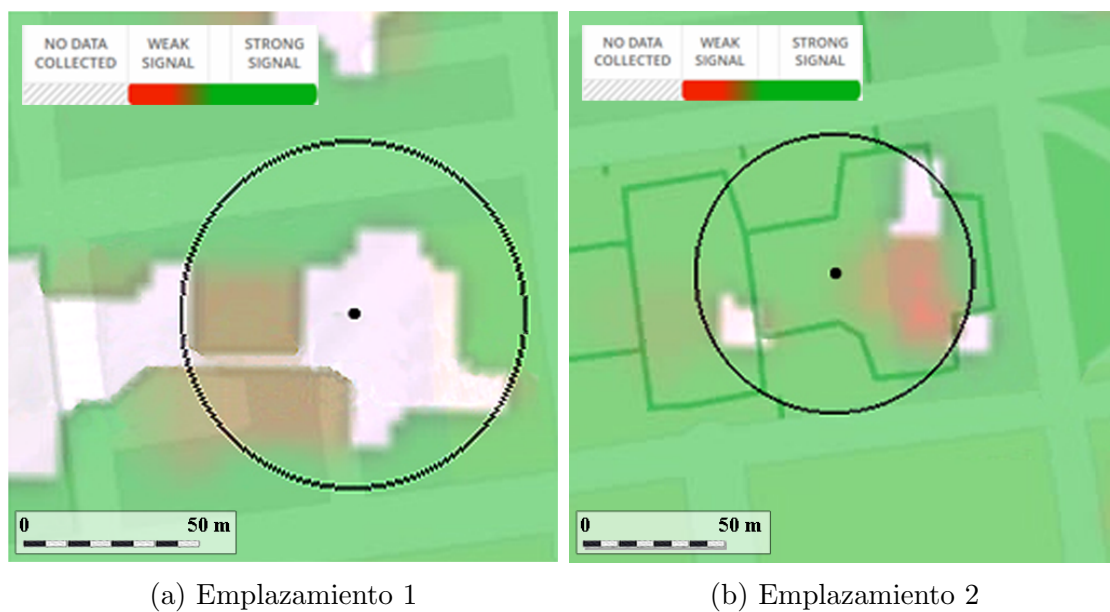 NO DATA WEAK STRONG
COLLECTED SIGNAL SIGNAL
0 50 m
(a) Emplazamiento 1
NO DATA WEAK STRONG
COLLECTED SIGNAL SIGNAL
0 50 m
(b) Emplazamiento 2